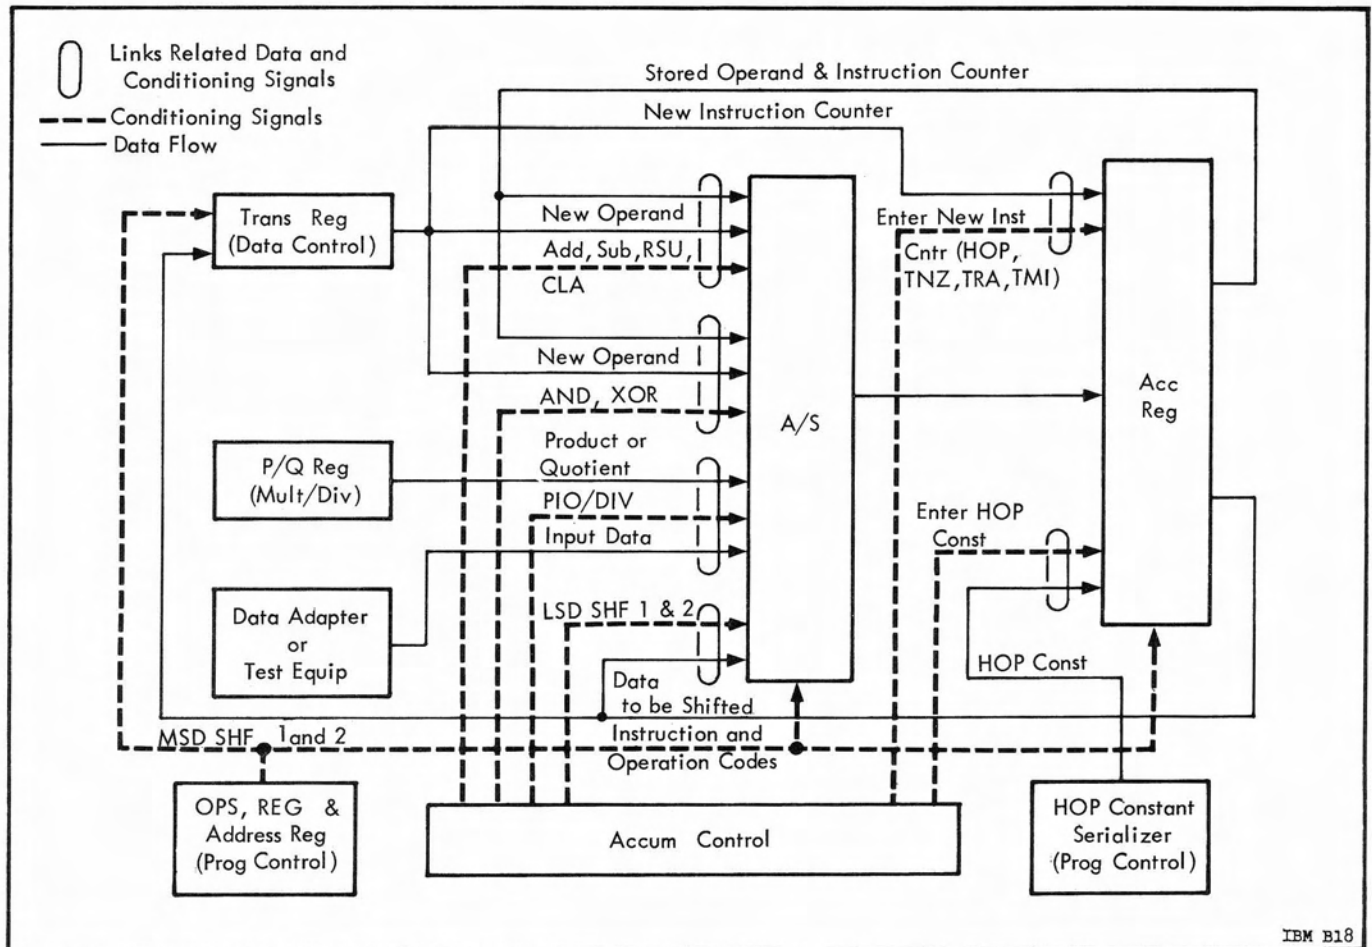 Links Related Data and
Conditioning Signals
Conditioning Signals
Data Flow
Stored Operand & Instruction Counter
New Instruction Counter
Trans Reg
(Data Control)
New Operand
Add, Sub, RSU,
CLA
New Operand
AND, XOR
P/Q Reg
(Mult/Div)
Product or
Quotient
PIO/DIV
Input Data
Data Adapter
or
Test Equip
LSD SHF 1 & 2
Data
to be Shifted
A/S
Enter New Inst
Cntr (HOP,
TNZ, TRA, TMI)
Acc
Reg
Enter HOP
Const
HOP Const
MSD SHF 1 and 2
Instruction and
Operation Codes
OPS, REG &
Address Reg
(Prog Control)
Accum Control
HOP Constant
Serializer
(Prog Control)
IBM B18